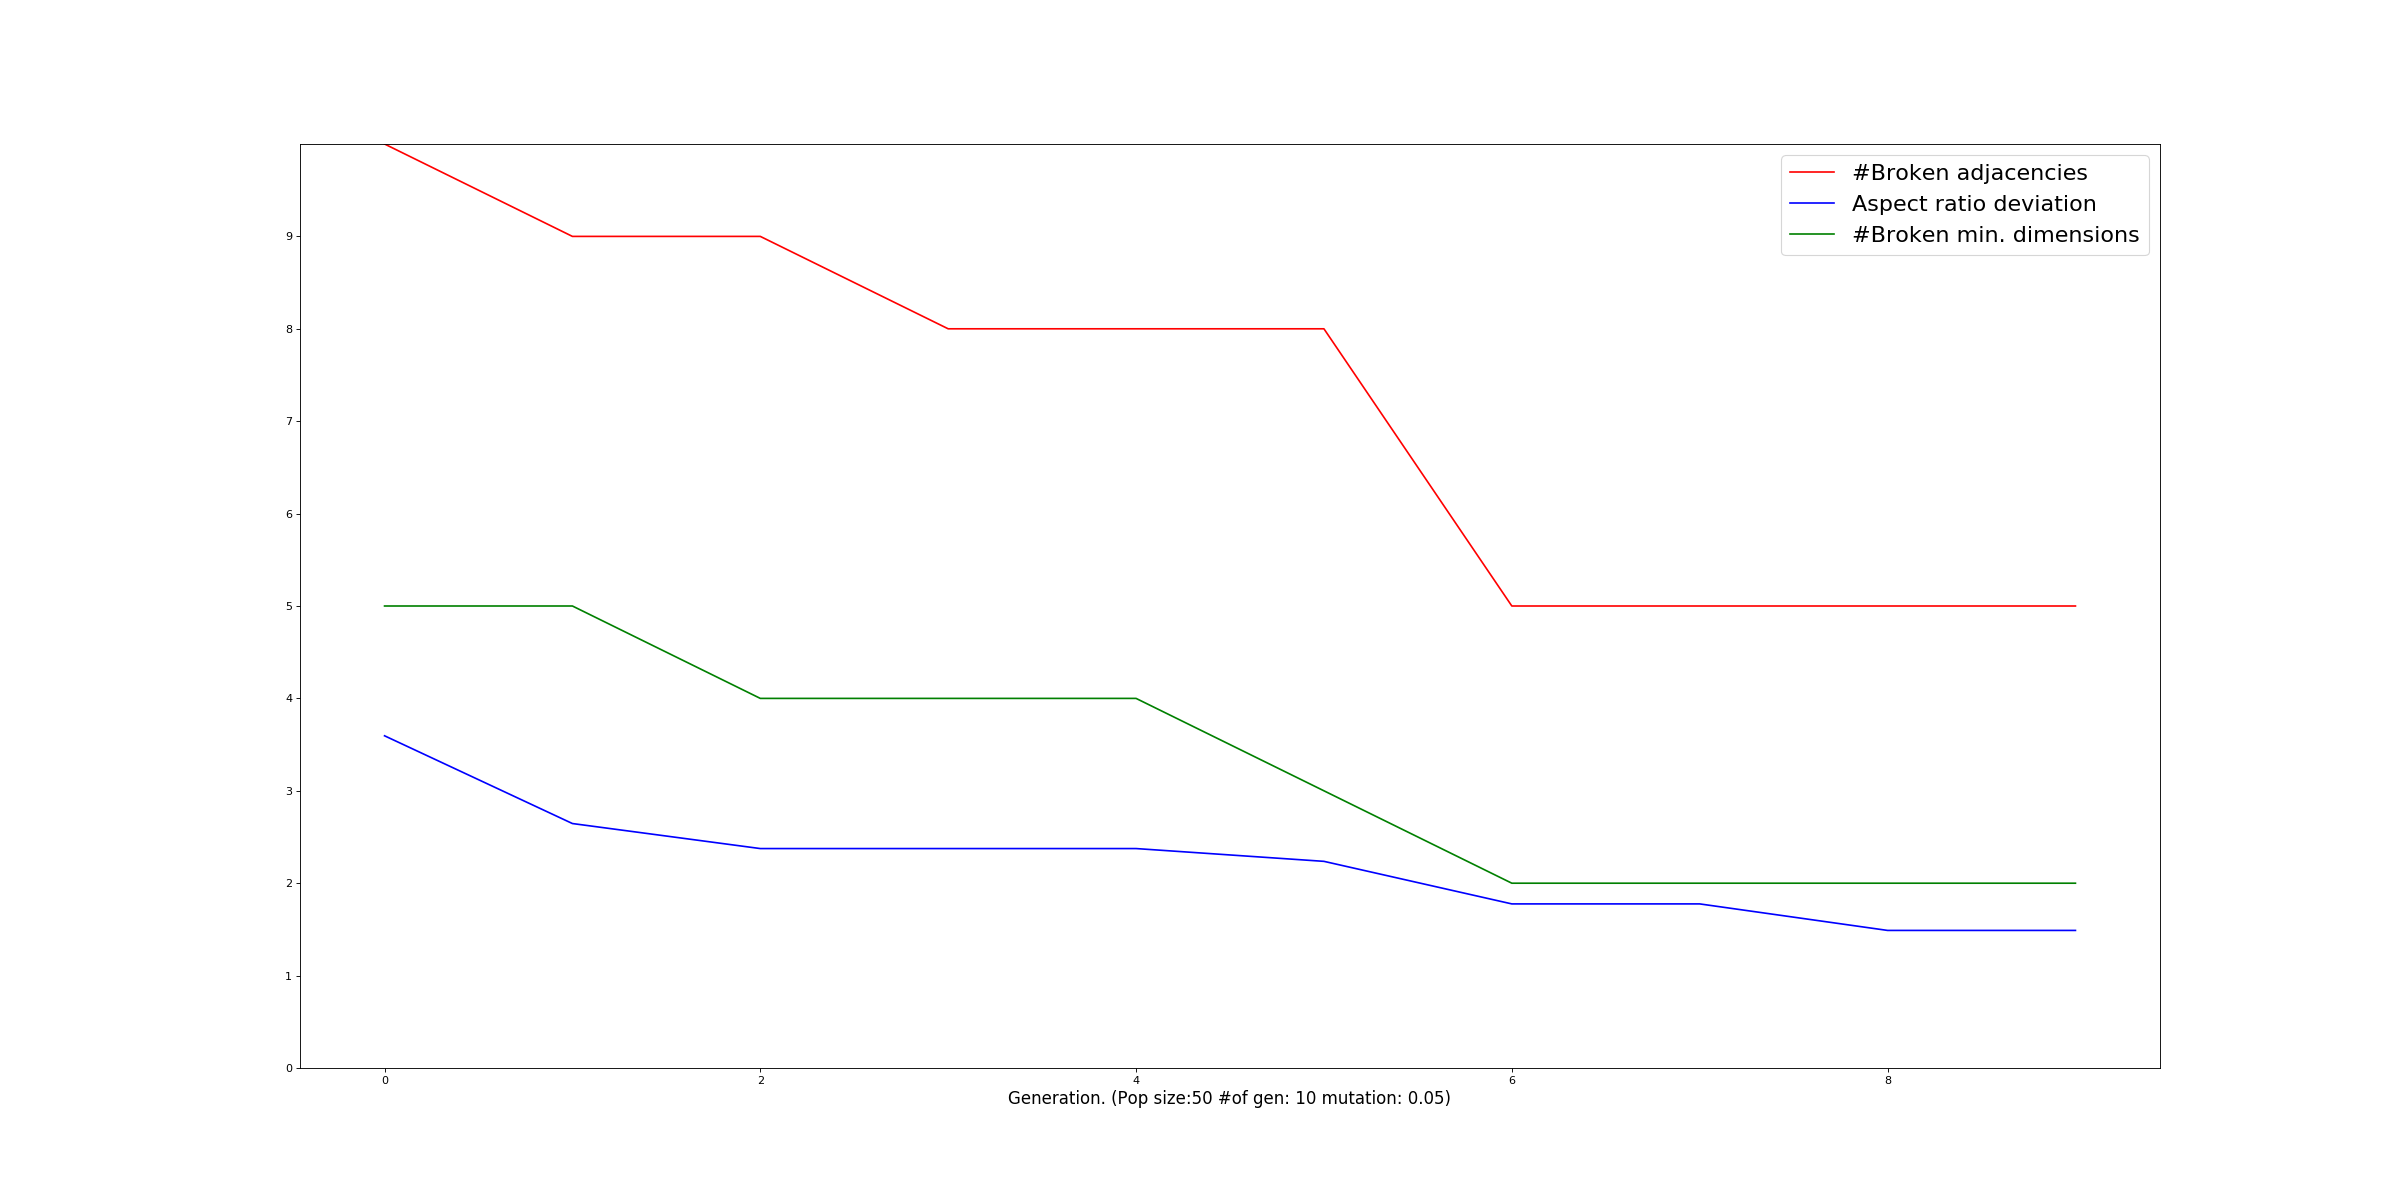 #Broken adjacencies
Aspect ratio deviation
#Broken min. dimensions
9
8
7
6
5
4
3
2
1
0
0 2 4 6 8
Generation. (Pop size:50 #of gen: 10 mutation: 0.05)